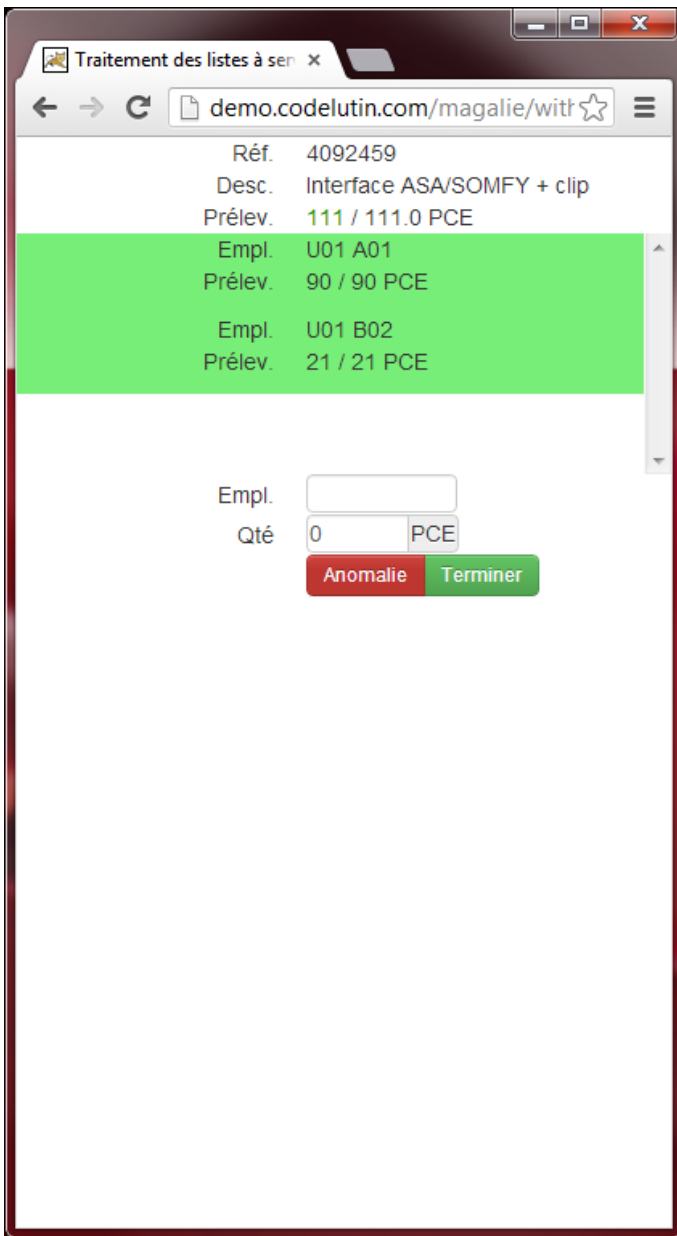 Traitement des listes à ser
demo.codelutin.com/magalie/with
Réf. 4092459
Desc. Interface ASA/SOMFY + clip
Prélev. 111 / 111.0 PCE
Empl. U01 A01
Prélev. 90 / 90 PCE
Empl. U01 B02
Prélev. 21 / 21 PCE
Empl.
Qté 0 PCE
Anomalie Terminer